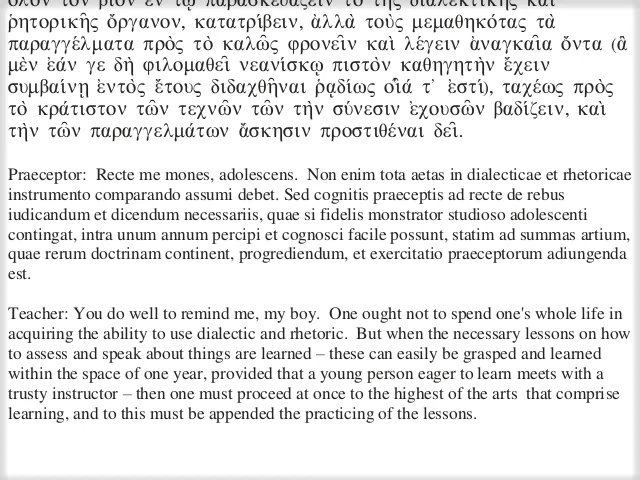 ὅλον τὸν βίον ἐν τῷ παρασκευάζειν τὸ τῆς διαλεκτικῆς καὶ
ῥητορικῆς ὄργανον, κατατρίβειν, ἀλλὰ τοὺς μεμαθηκότας τὰ
παραγγέλματα πρὸς τὸ καλῶς φρονεῖν καὶ λέγειν ἀναγκαῖα ὄντα (ἃ
μὲν ἐάν γε δὴ φιλομαθεῖ νεανίσκῳ πιστὸν καθηγητὴν ἔχειν
συμβαίνῃ ἐντὸς ἔτους διδαχθῆναι ῥᾳδίως οἷά τ’ ἐστί), ταχέως πρὸς
τὸ κράτιστον τῶν τεχνῶν τῶν τὴν σύνεσιν ἐχουσῶν βαδίζειν, καὶ
τὴν τῶν παραγγελμάτων ἄσκησιν προστιθέναι δεῖ.
Praeceptor: Recte me mones, adolescens. Non enim tota aetas in dialecticae et rhetoricae
instrumento comparando assumi debet. Sed cognitis praeceptis ad recte de rebus
iudicandum et dicendum necessariis, quae si fidelis monstrator studioso adolescenti
contingat, intra unum annum percipi et cognosci facile possunt, statim ad summas artium,
quae rerum doctrinam continent, progrediendum, et exercitatio praeceptorum adiungenda
est.
Teacher: You do well to remind me, my boy. One ought not to spend one's whole life in
acquiring the ability to use dialectic and rhetoric. But when the necessary lessons on how
to assess and speak about things are learned – these can easily be grasped and learned
within the space of one year, provided that a young person eager to learn meets with a
trusty instructor – then one must proceed at once to the highest of the arts that comprise
learning, and to this must be appended the practicing of the lessons.